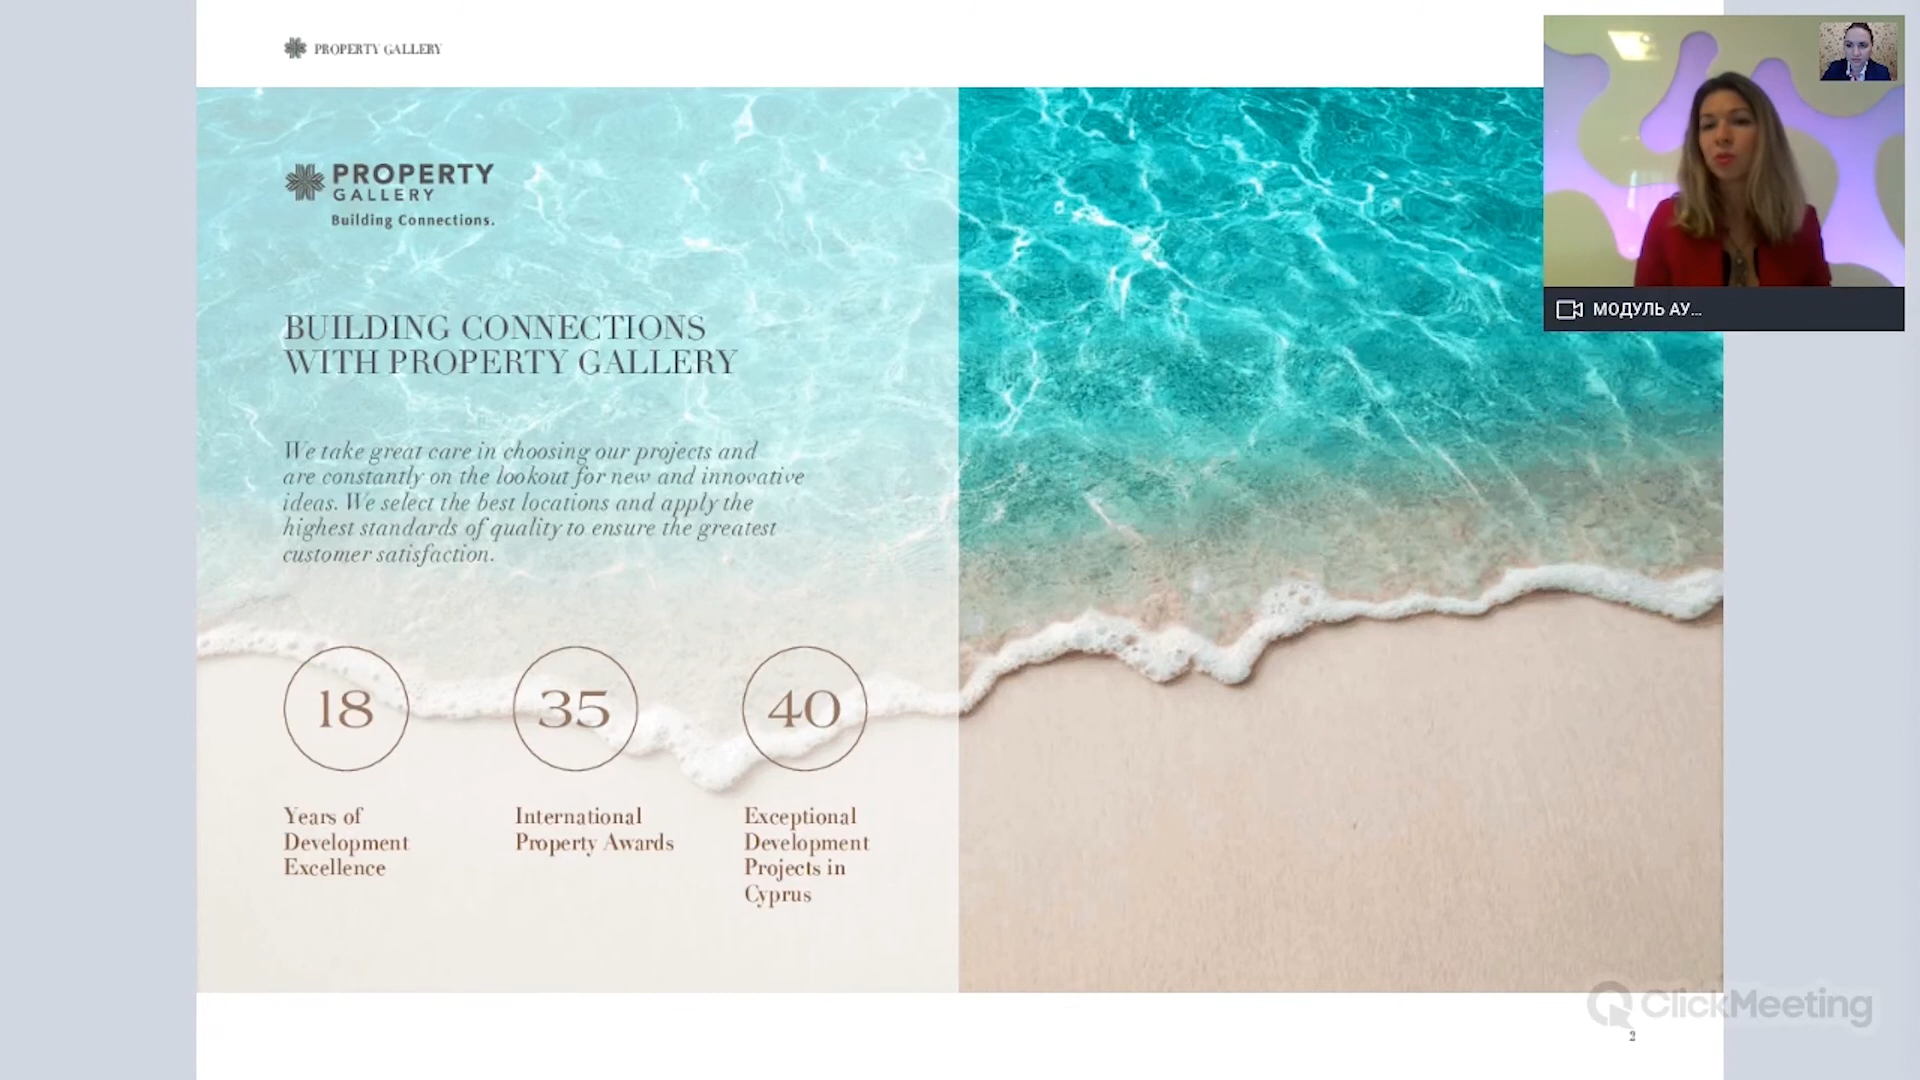 PROPERTY GALLERY
PROPERTY
GALLERY
Building Connections.
BUILDING CONNECTIONS
WITH PROPERTY GALLERY
We take great care in choosing our projects and
are constantly on the lookout for new and innovative
ideas. We select the best locations and apply the
highest standards of quality to ensure the greatest
customer satisfaction.
18
35
40
Years of
Development
Excellence
International
Property Awards
Exceptional
Development
Projects in
Cyprus
МОДУЛЬ АУ...
ClickMeeting
2